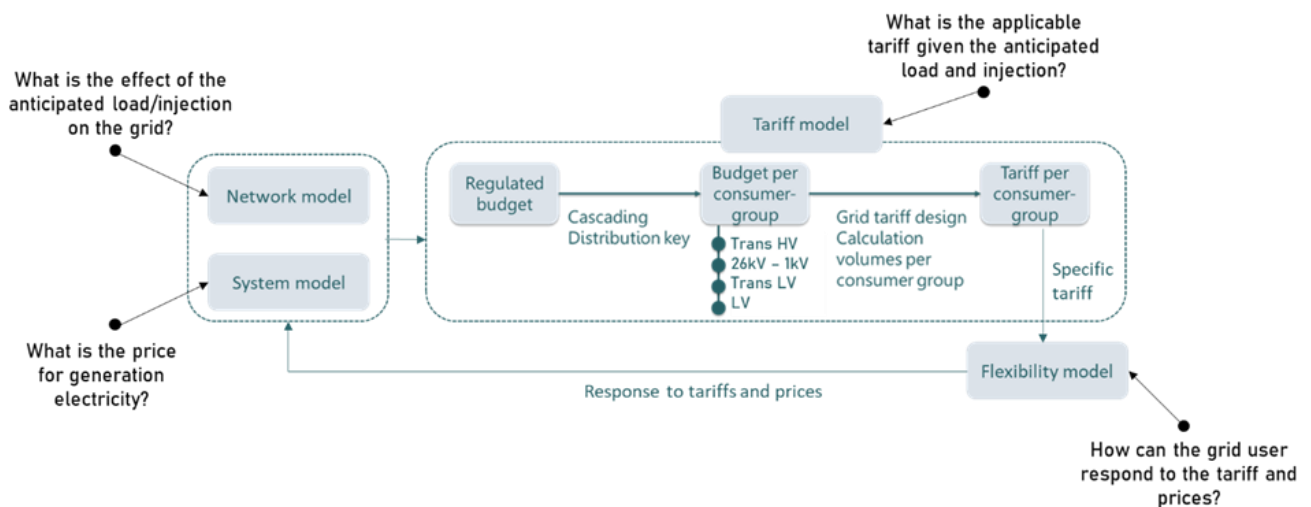 What is the applicable
tariff given the anticipated
load and injection?
What is the effect of the
anticipated load/injection
on the grid?
Tariff model
Network model
System model
Regulated
budget
Cascading
Distribution key
Budget per
consumer-
group
Trans HV
26kV – 1kV
Trans LV
LV
Grid tariff design
Calculation
volumes per
consumer group
Tariff per
consumer-
group
Specific
tariff
What is the price
for generation
electricity?
Response to tariffs and prices
Flexibility model
How can the grid user
respond to the tariff and
prices?